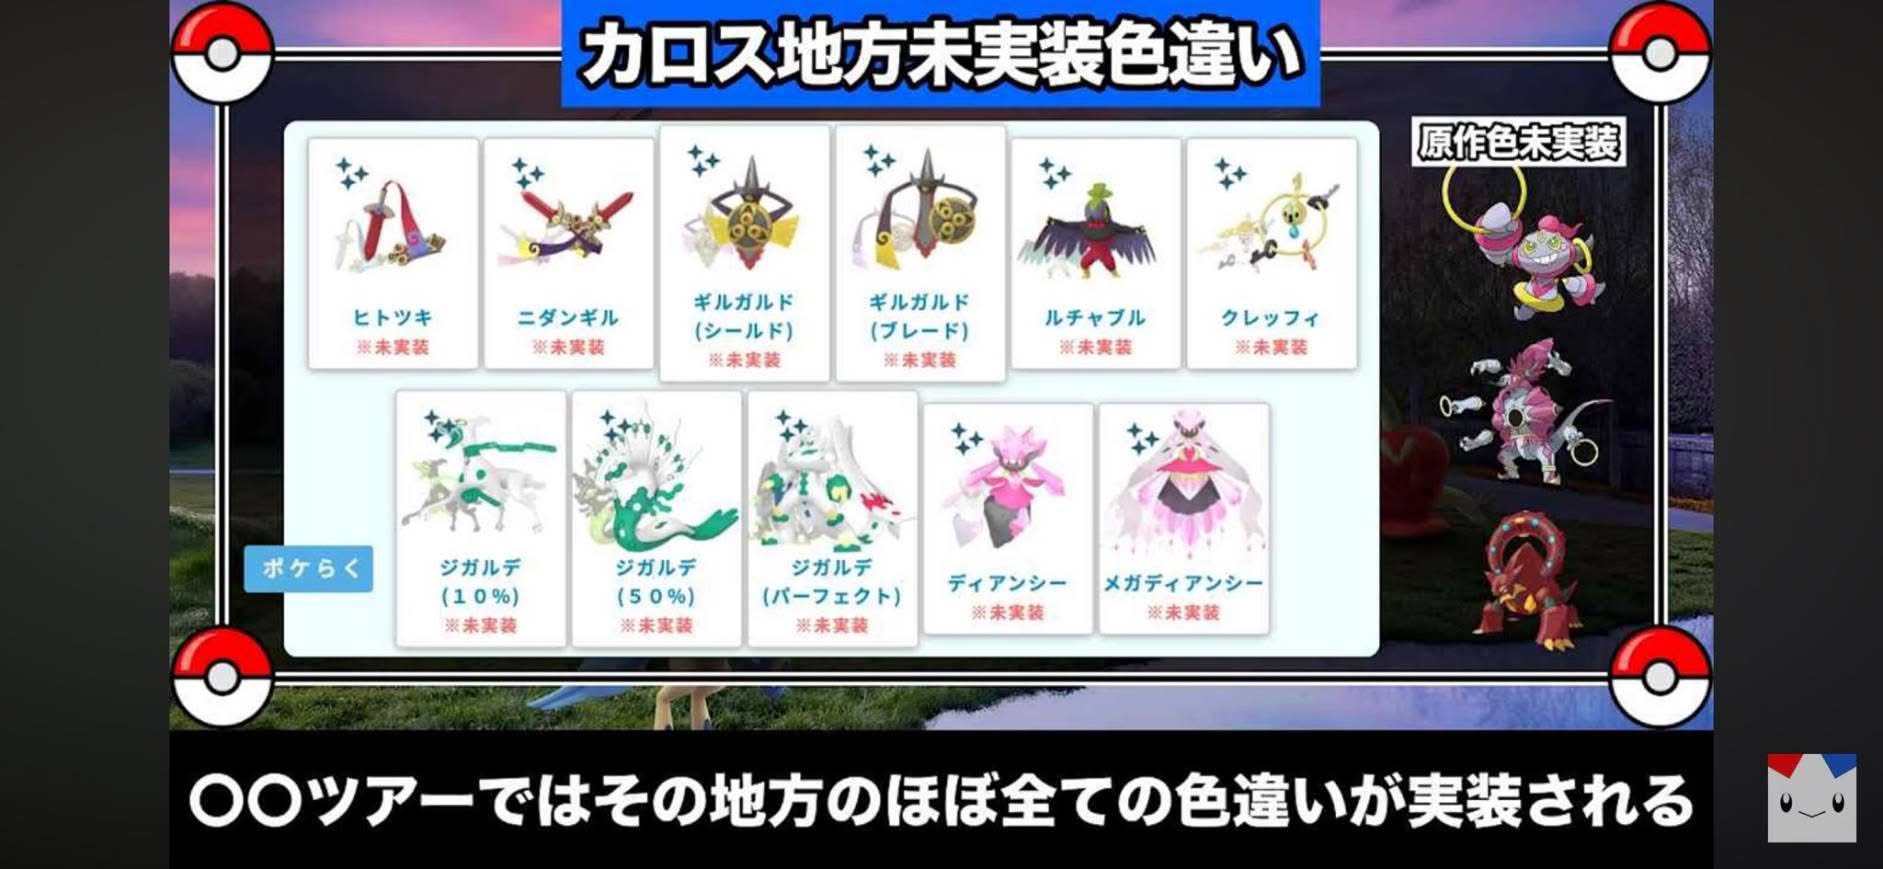 カロス地方未実装色違い
原作色未実装
ヒトツキ
※未実装
ニダンギル
※未実装
ギルガルド
(シールド)
※未実装
ギルガルド
(ブレード)
※未実装
ルチャブル
※未実装
クレッフィ
※未実装
ポケらく
ジガルデ
(10%)
※未実装
ジガルデ
(50%)
※未実装
ジガルデ
(パーフェクト)
※未実装
ディアンシー
※未実装
メガディアンシー
※未実装
〇〇ツアーではその地方のほぼ全ての色違いが実装される